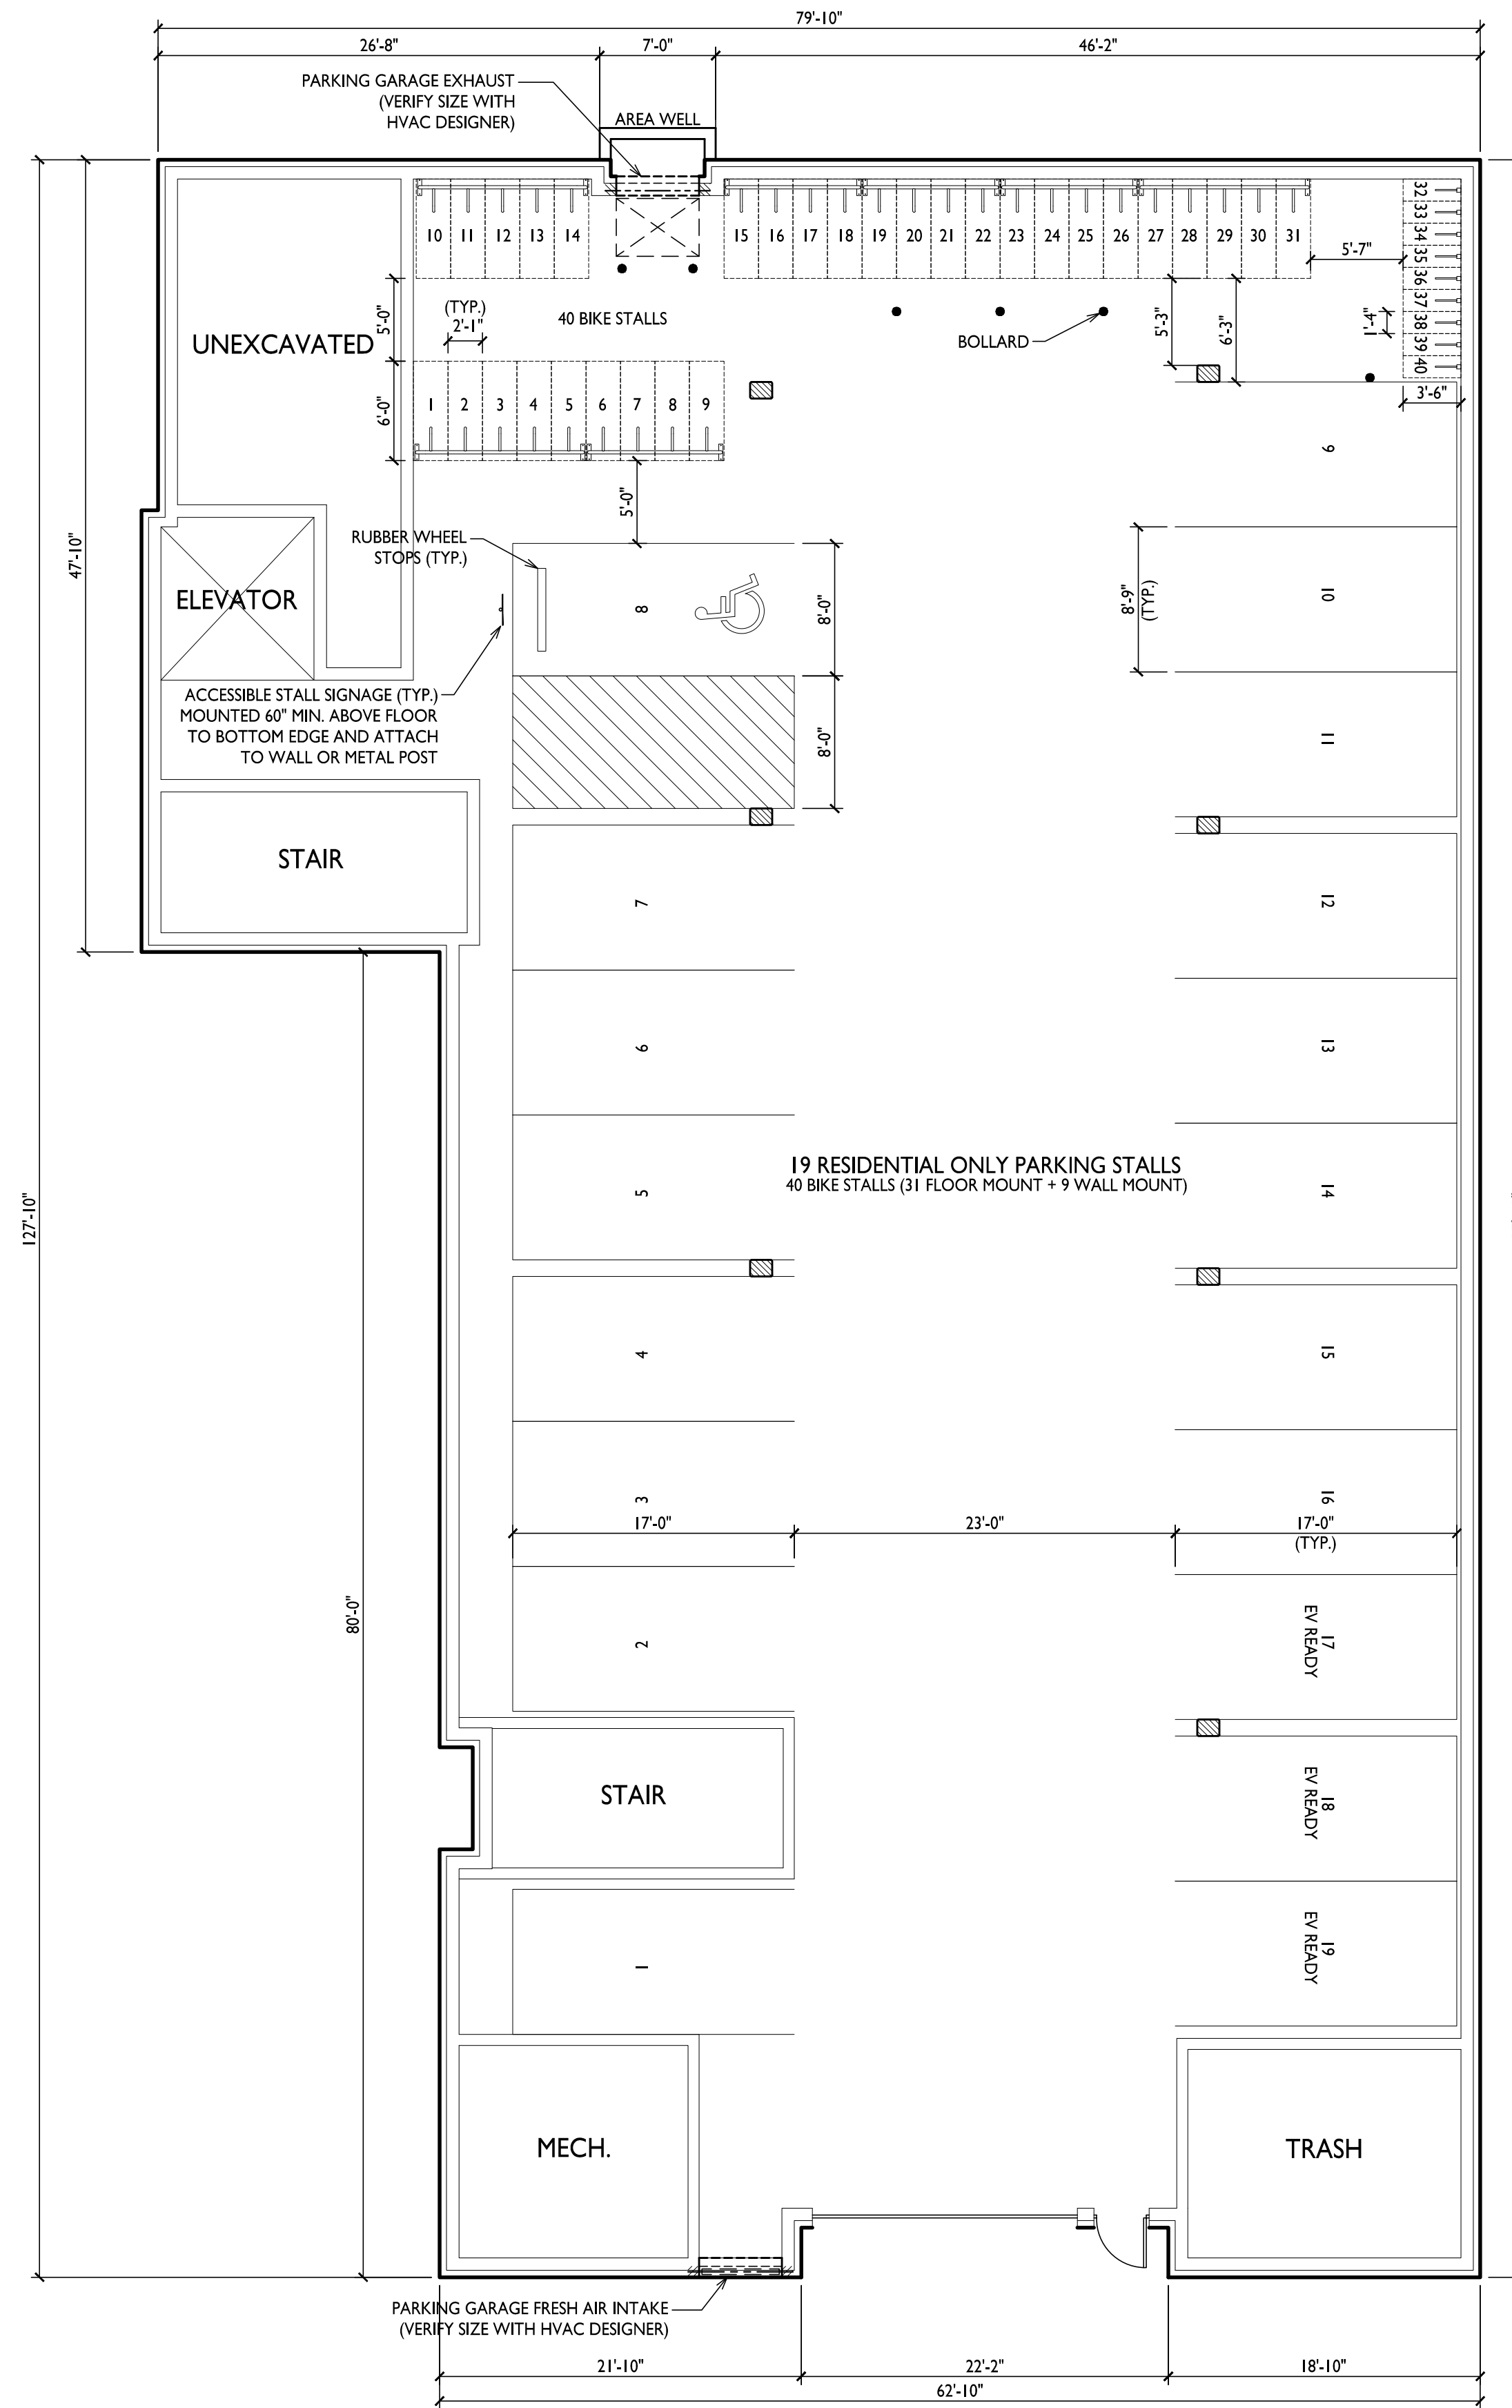 79'-10"
26'-8"
7'-0"
46'-2"
PARKING GARAGE EXHAUST
(VERIFY SIZE WITH
HVAC DESIGNER)
AREA WELL
10 11 12 13 14
15 16 17 18 19 20 21 22 23 24 25 26 27 28 29 30 31
32
33
34
35
36
37
38
39
40
5'-7"
1'-4"
3'-6"
UNEXCAVATED
5'-0"
(TYP.)
2'-1"
40 BIKE STALLS
BOLLARD
5'-3"
6'-3"
6'-0"
1 2 3 4 5 6 7 8 9
9
5'-0"
47'-10"
RUBBER WHEEL
STOPS (TYP.)
ELEVATOR
8
8'-0"
8'-9"
(TYP.)
10
ACCESSIBLE STALL SIGNAGE (TYP.)
MOUNTED 60" MIN. ABOVE FLOOR
TO BOTTOM EDGE AND ATTACH
TO WALL OR METAL POST
8'-0"
11
STAIR
7
12
6
13
19 RESIDENTIAL ONLY PARKING STALLS
40 BIKE STALLS (31 FLOOR MOUNT + 9 WALL MOUNT)
5
14
127'-10"
4
15
3
16
17'-0"
23'-0"
17'-0"
(TYP.)
80'-0"
2
17
EV READY
STAIR
18
EV READY
1
19
EV READY
MECH.
TRASH
PARKING GARAGE FRESH AIR INTAKE
(VERIFY SIZE WITH HVAC DESIGNER)
21'-10"
22'-2"
18'-10"
62'-10"